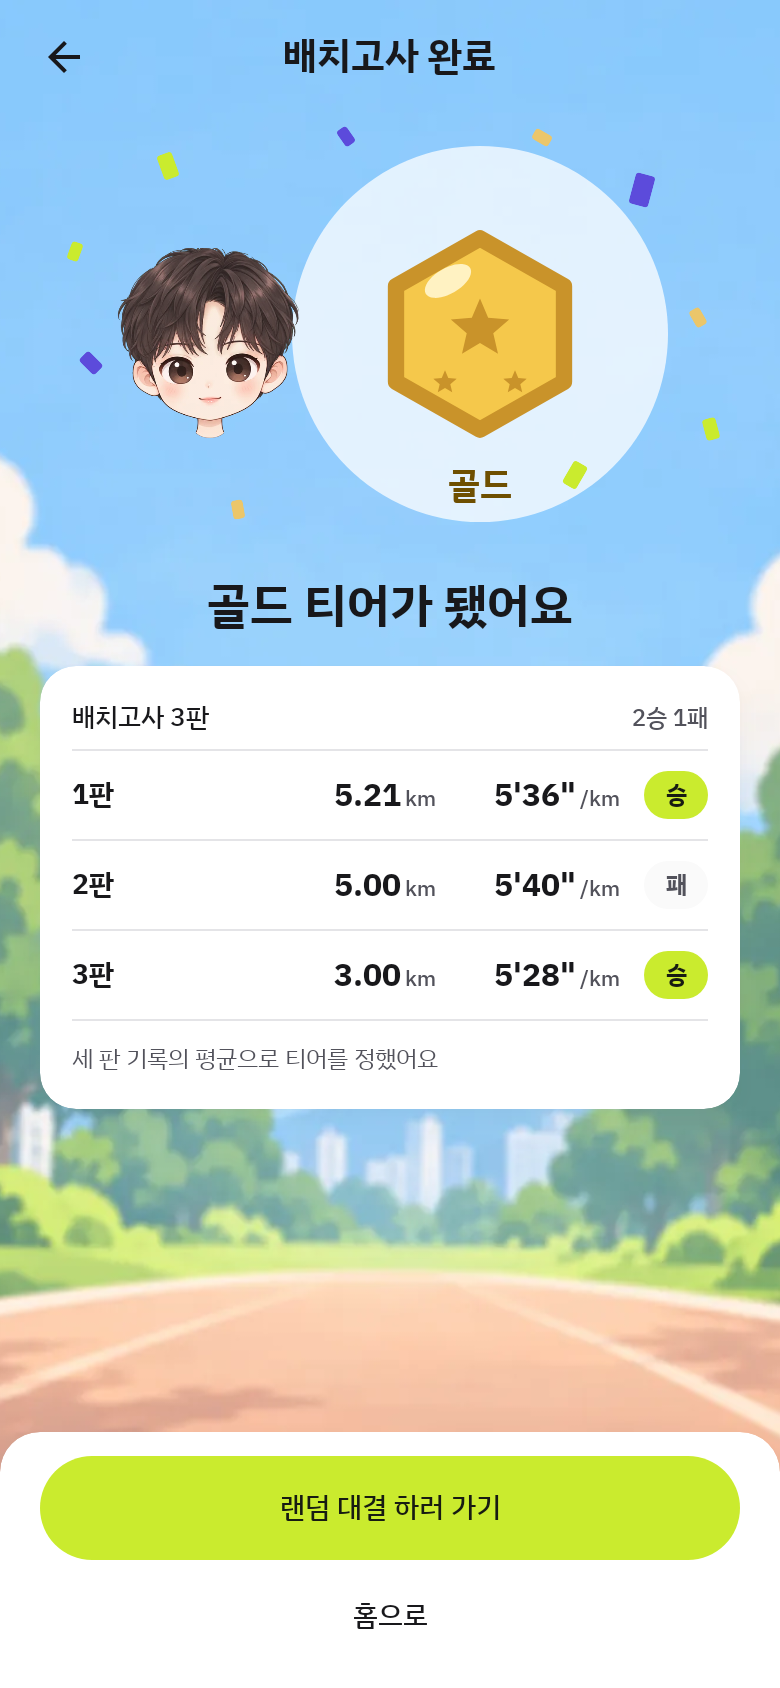 배치고사 완료
골드
골드 티어가 됐어요
배치고사 3판 2승 1패
1판 5.21 km 5'36" /km 승
2판 5.00 km 5'40" /km 패
3판 3.00 km 5'28" /km 승
세 판 기록의 평균으로 티어를 정했어요
랜덤 대결 하러 가기
홈으로